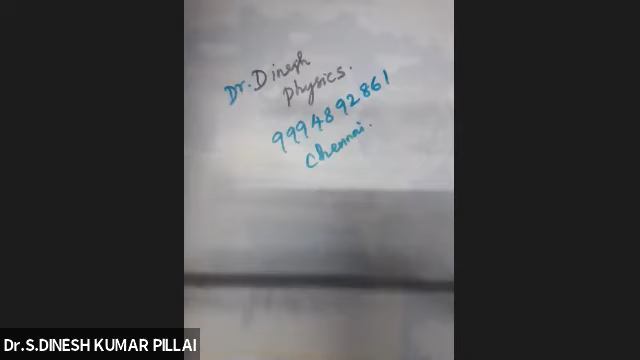 Dr. Dinesh
Physics.
9994892861
Chennai.
Dr.S.DINESH KUMAR PILLAI